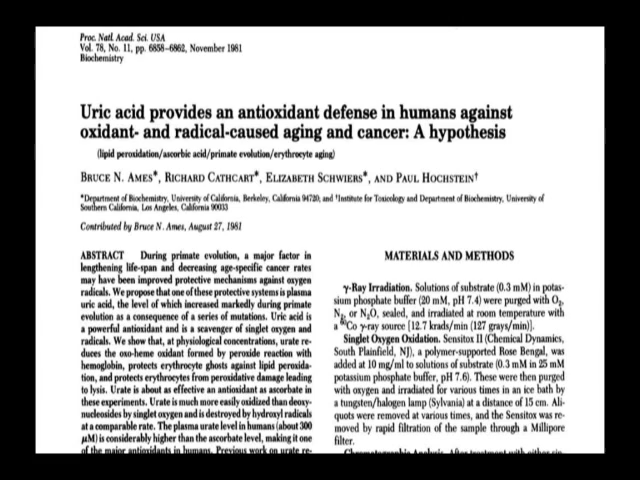 Proc. Natl. Acad. Sci. USA
Vol. 78, No. 11, pp. 6858–6862, November 1981
Biochemistry
Uric acid provides an antioxidant defense in humans against
oxidant- and radical-caused aging and cancer: A hypothesis
(lipid peroxidation/ascorbic acid/primate evolution/erythrocyte aging)
BRUCE N. AMES*, RICHARD CATHCART*, ELIZABETH SCHWIERS*, AND PAUL HOCHSTEIN†
*Department of Biochemistry, University of California, Berkeley, California 94720; and †Institute for Toxicology and Department of Biochemistry, University of
Southern California, Los Angeles, California 90033
Contributed by Bruce N. Ames, August 27, 1981
ABSTRACT During primate evolution, a major factor in
lengthening life-span and decreasing age-specific cancer rates
may have been improved protective mechanisms against oxygen
radicals. We propose that one of these protective systems is plasma
uric acid, the level of which increased markedly during primate
evolution as a consequence of a series of mutations. Uric acid is
a powerful antioxidant and is a scavenger of singlet oxygen and
radicals. We show that, at physiological concentrations, urate re-
duces the oxo-heme oxidant formed by peroxide reaction with
hemoglobin, protects erythrocyte ghosts against lipid peroxida-
tion, and protects erythrocytes from peroxidative damage leading
to lysis. Urate is about as effective an antioxidant as ascorbate in
these experiments. Urate is much more easily oxidized than deoxy-
nucleosides by singlet oxygen and is destroyed by hydroxyl radicals
at a comparable rate. The plasma urate level in humans (about 300
μM) is considerably higher than the ascorbate level, making it one
of the major antioxidants in humans. Previous work on urate re-
MATERIALS AND METHODS
γ-Ray Irradiation. Solutions of substrate (0.3 mM) in potas-
sium phosphate buffer (20 mM, pH 7.4) were purged with O2,
N2, or N2O, sealed, and irradiated at room temperature with
a 60Co γ-ray source [12.7 krads/min (127 grays/min)].
Singlet Oxygen Oxidation. Sensitox II (Chemical Dynamics,
South Plainfield, NJ), a polymer-supported Rose Bengal, was
added at 10 mg/ml to solutions of substrate (0.3 mM in 25 mM
potassium phosphate buffer, pH 7.6). These were then purged
with oxygen and irradiated for various times in an ice bath by
a tungsten/halogen lamp (Sylvania) at a distance of 15 cm. Ali-
quots were removed at various times, and the Sensitox was re-
moved by rapid filtration of the sample through a Millipore
filter.